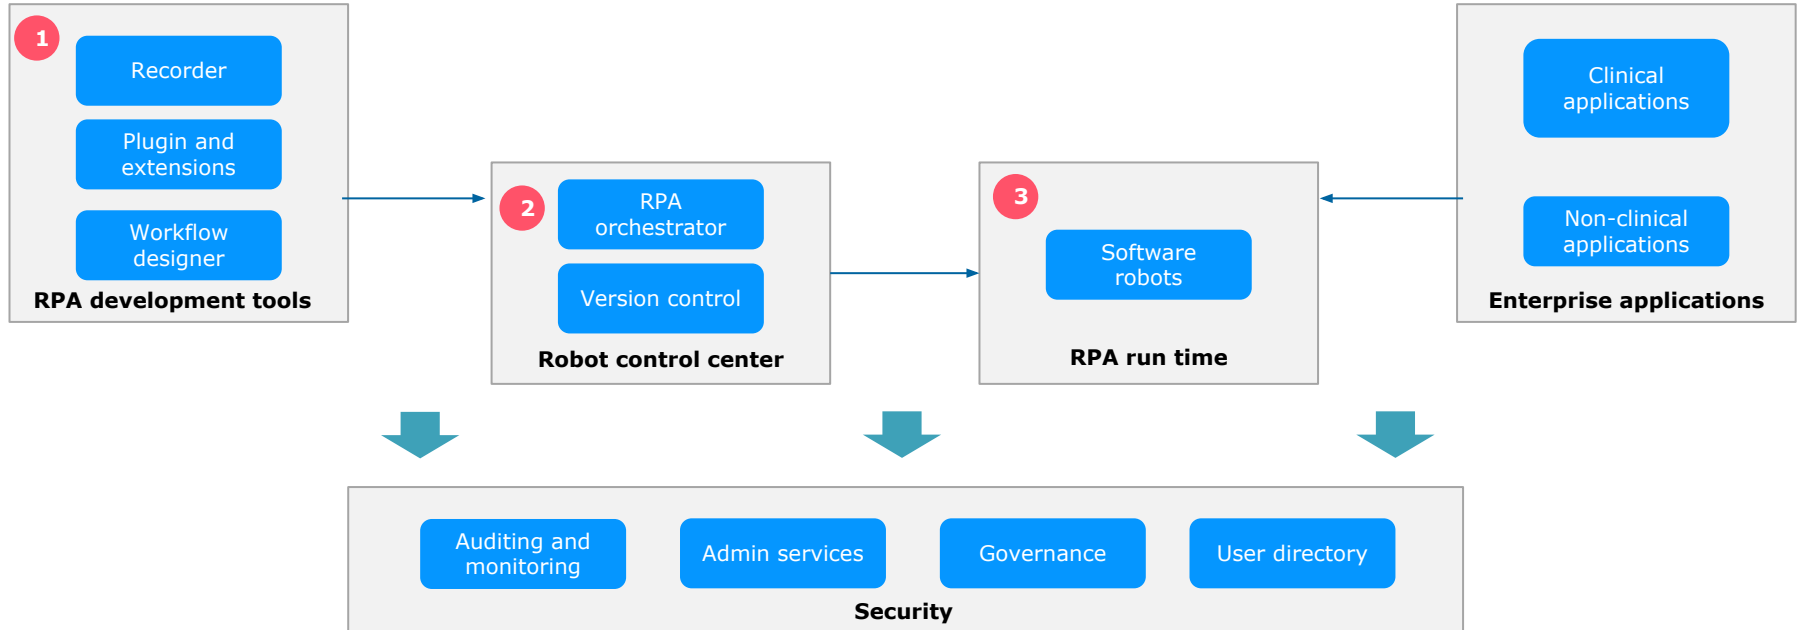 1
Recorder
Plugin and
extensions
Workflow
designer
RPA development tools
2
RPA
orchestrator
Version control
Robot control center
3
Software
robots
RPA run time
Clinical
applications
Non-clinical
applications
Enterprise applications
Auditing and
monitoring
Admin services
Governance
User directory
Security